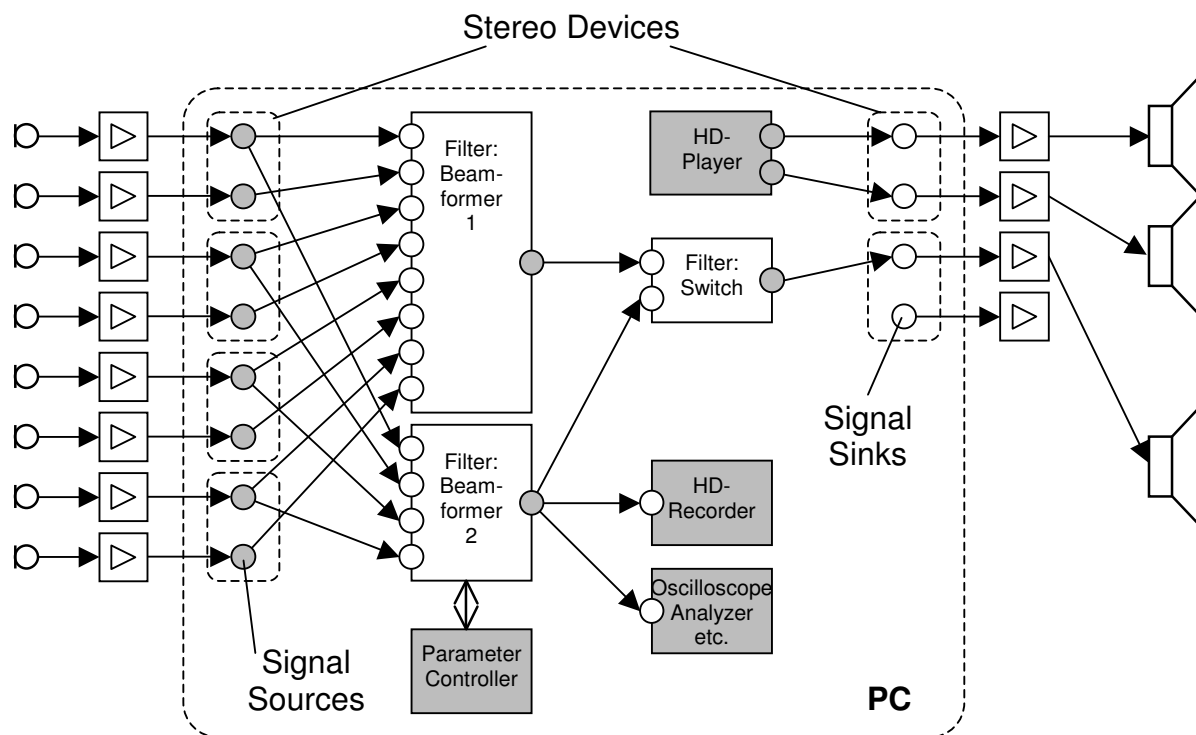 Stereo Devices
Filter:
Beam-
former
1
HD-
Player
Filter:
Switch
Signal
Sinks
Filter:
Beam-
former
2
HD-
Recorder
Oscilloscope
Analyzer
etc.
Parameter
Controller
Signal
Sources
PC